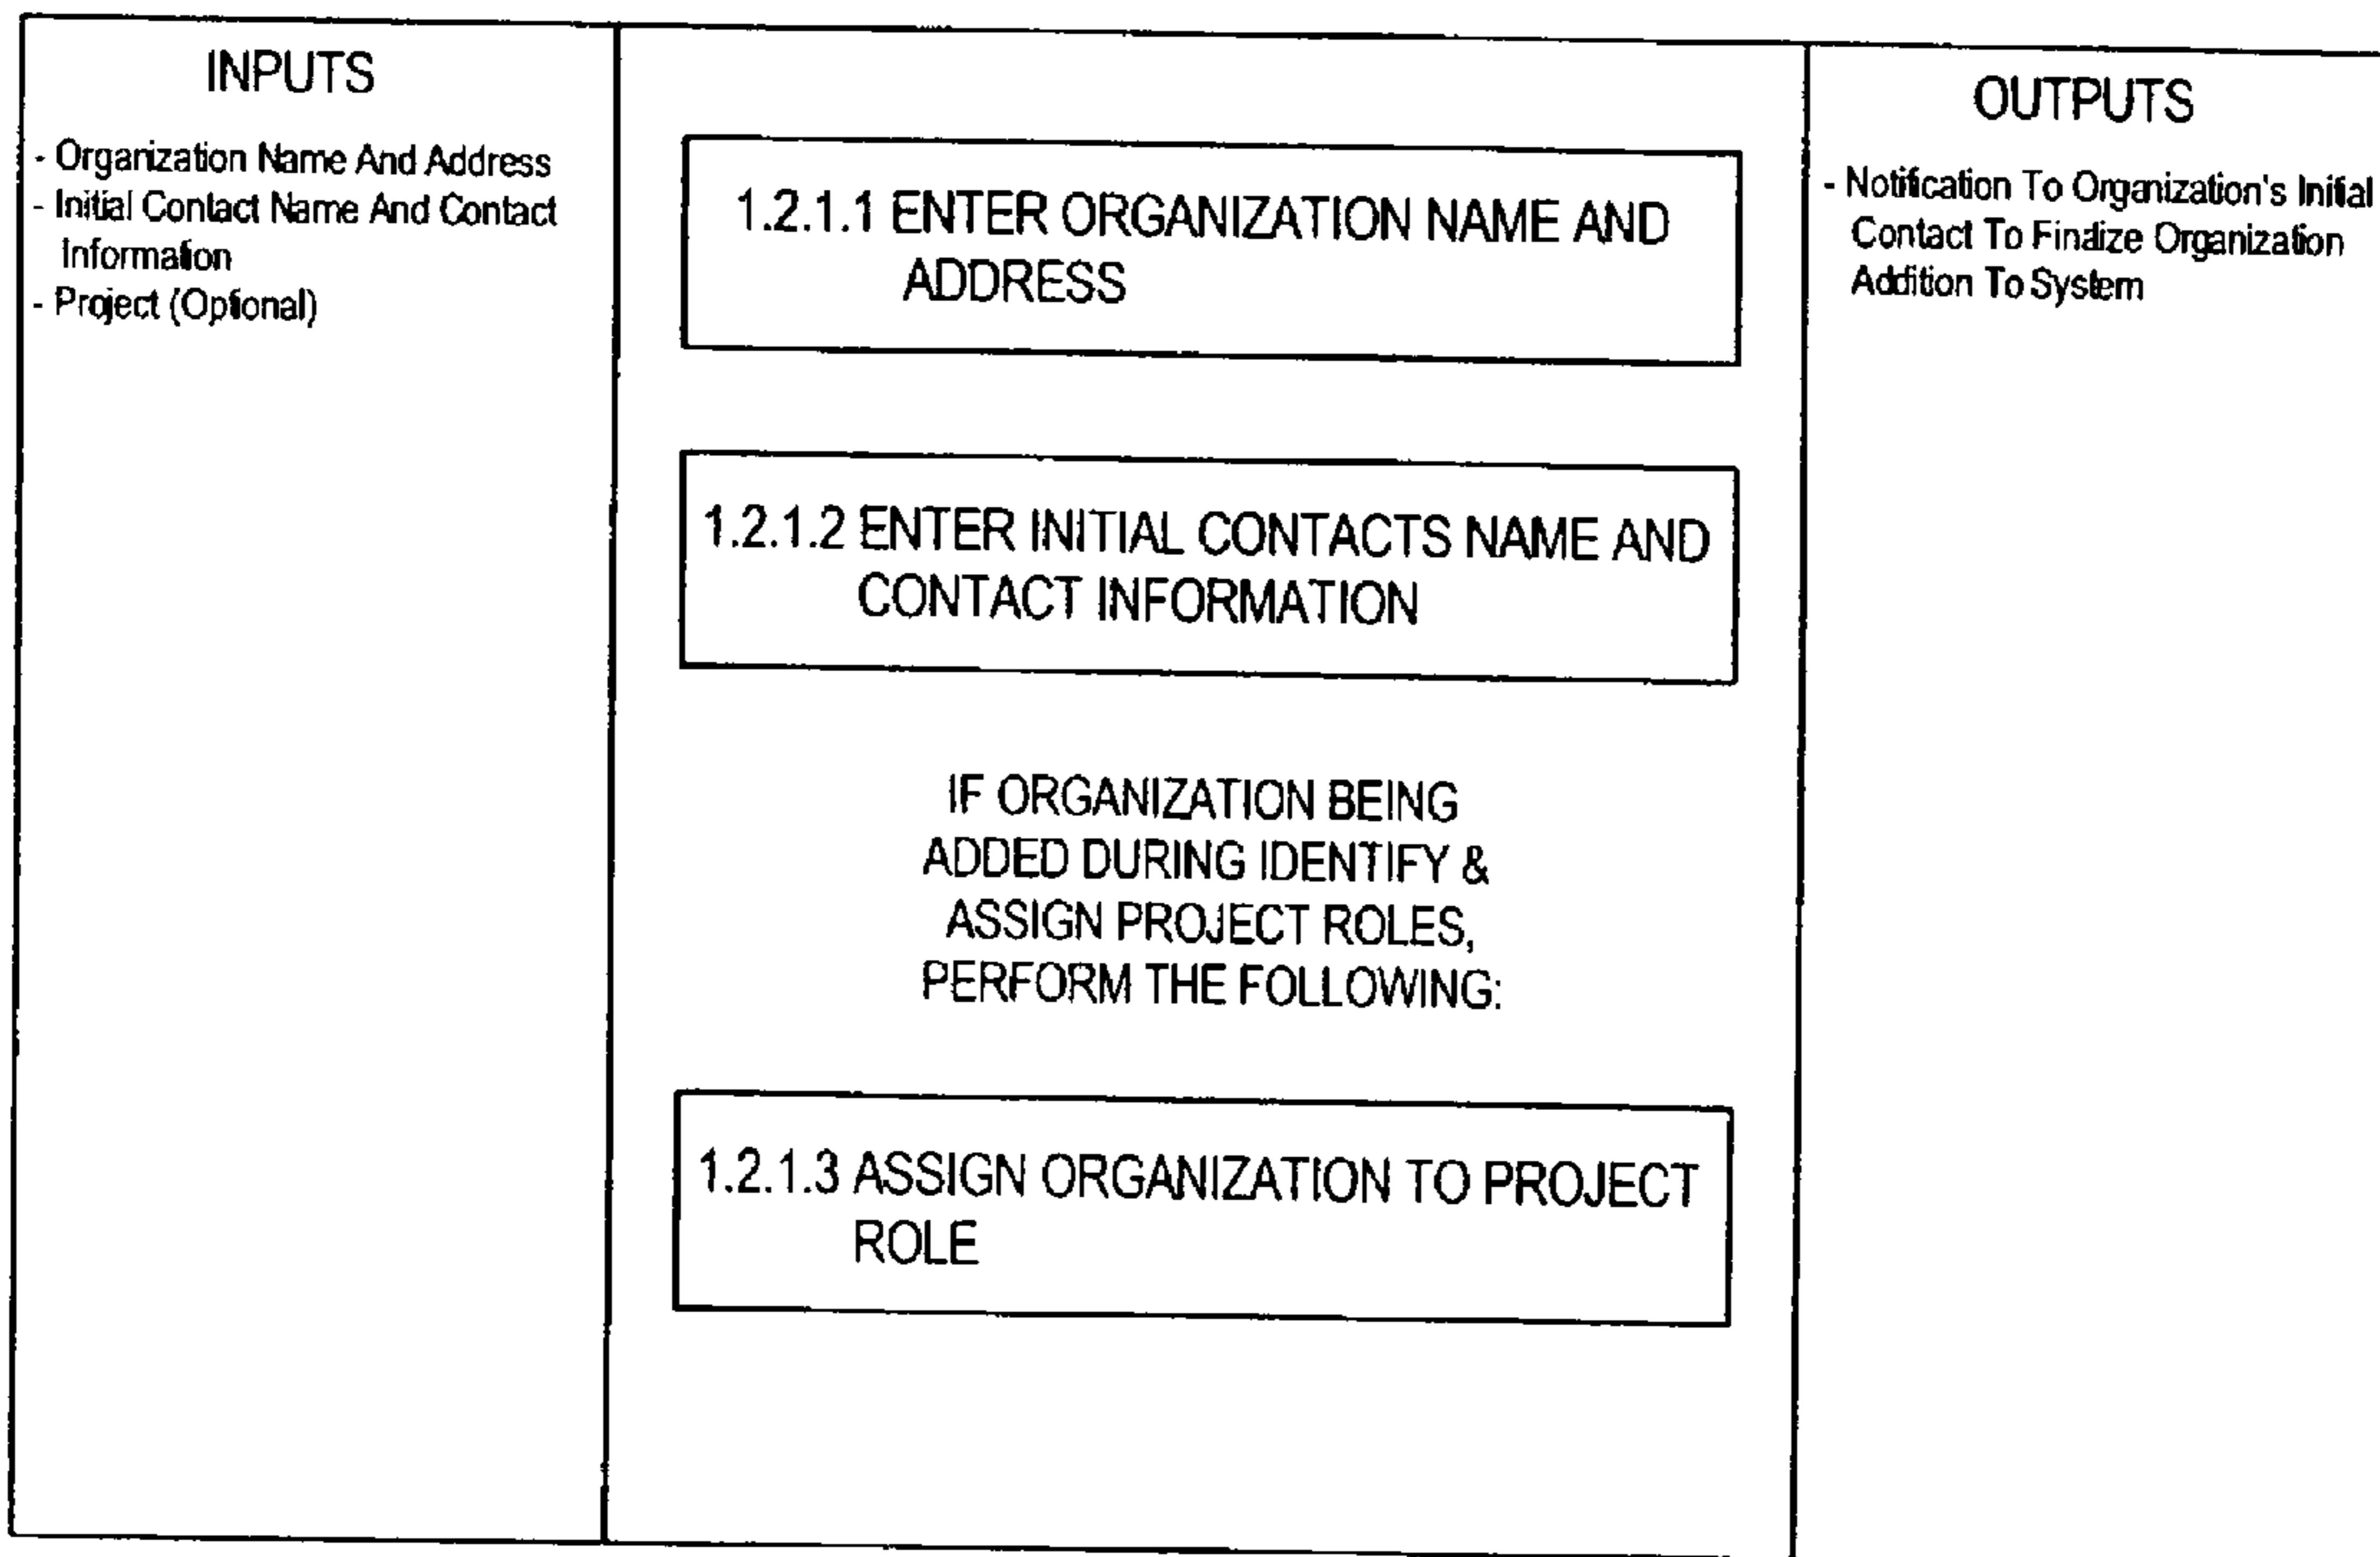 INPUTS
- Organization Name And Address
- Initial Contact Name And Contact
Information
- Project (Optional)
1.2.1.1 ENTER ORGANIZATION NAME AND
ADDRESS
1.2.1.2 ENTER INITIAL CONTACTS NAME AND
CONTACT INFORMATION
IF ORGANIZATION BEING
ADDED DURING IDENTIFY &
ASSIGN PROJECT ROLES,
PERFORM THE FOLLOWING:
1.2.1.3 ASSIGN ORGANIZATION TO PROJECT
ROLE
OUTPUTS
- Notification To Organization's Initial
Contact To Finalize Organization
Addition To System